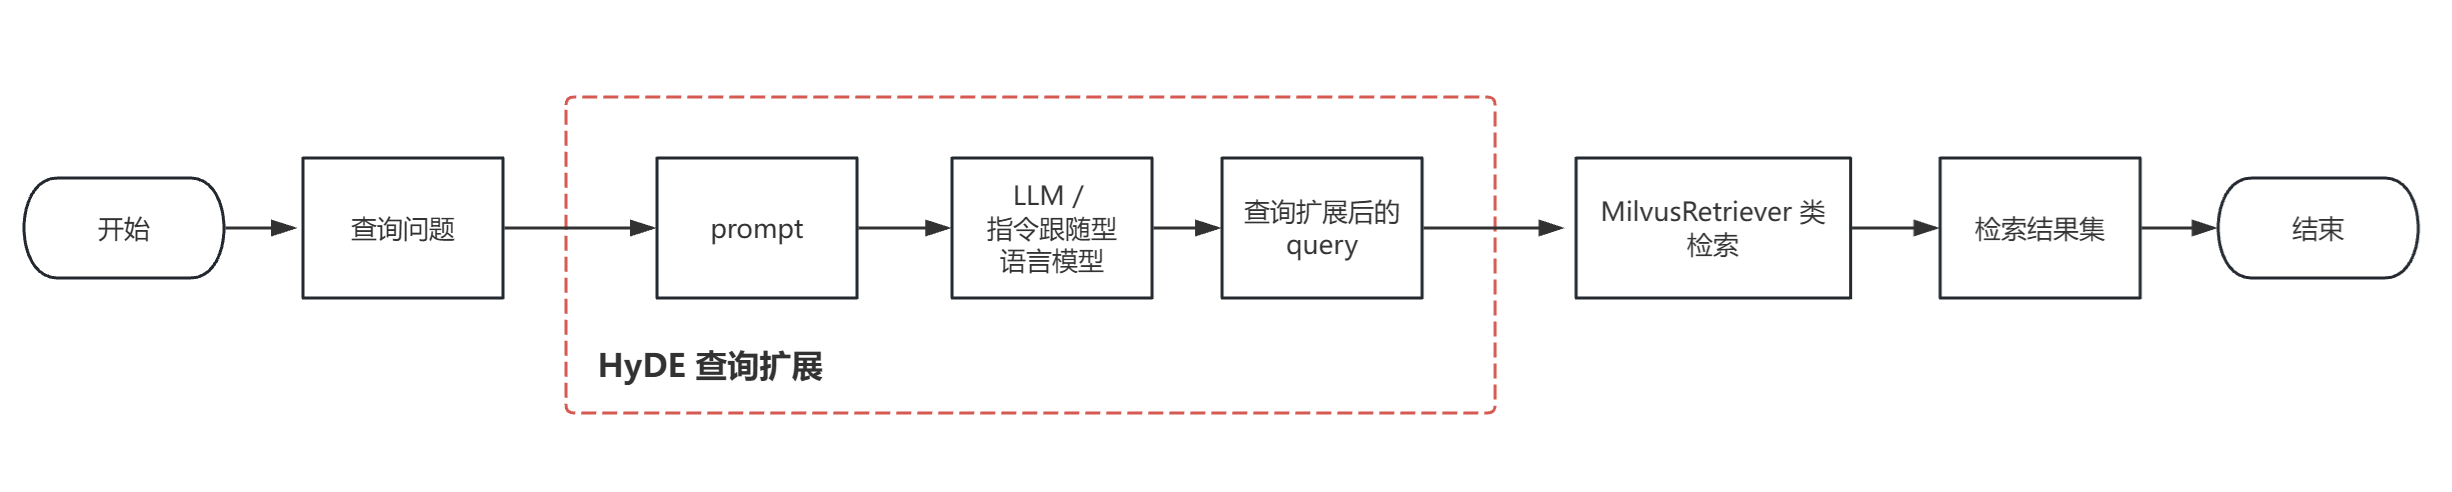 开始
查询问题
prompt
LLM /
指令跟随型
语言模型
查询扩展后的
query
MilvusRetriever 类
检索
检索结果集
结束
HyDE 查询扩展